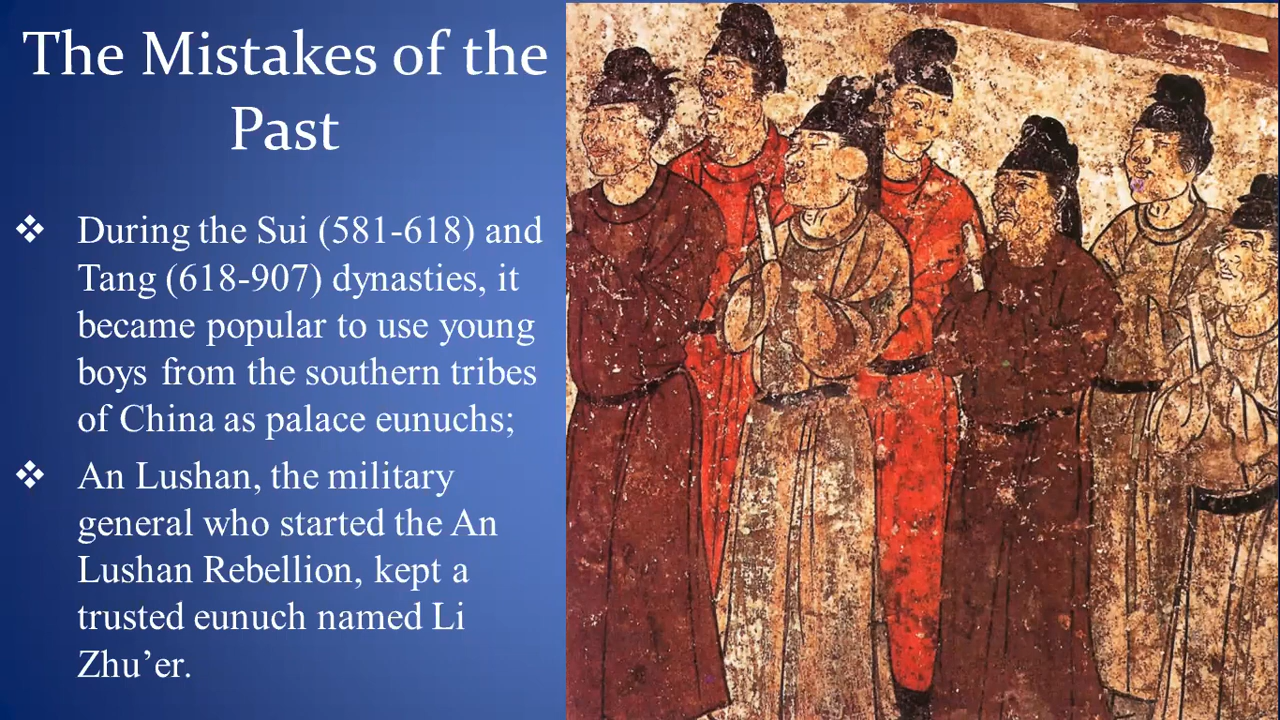 The Mistakes of the
Past
❖ During the Sui (581-618) and
Tang (618-907) dynasties, it
became popular to use young
boys from the southern tribes
of China as palace eunuchs;
❖ An Lushan, the military
general who started the An
Lushan Rebellion, kept a
trusted eunuch named Li
Zhu’er.